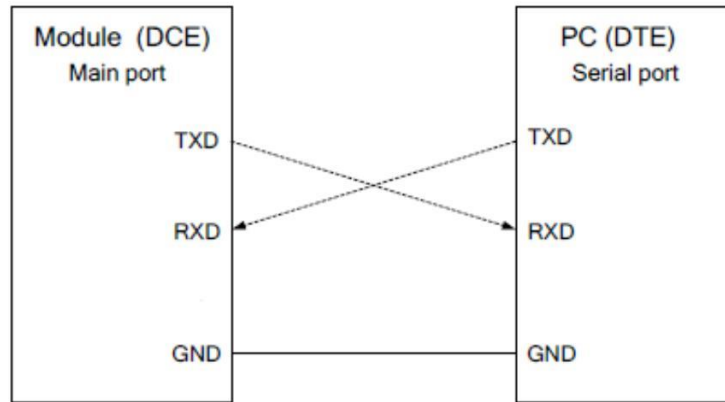 Module (DCE)
Main port
TXD
RXD
GND
PC (DTE)
Serial port
TXD
RXD
GND